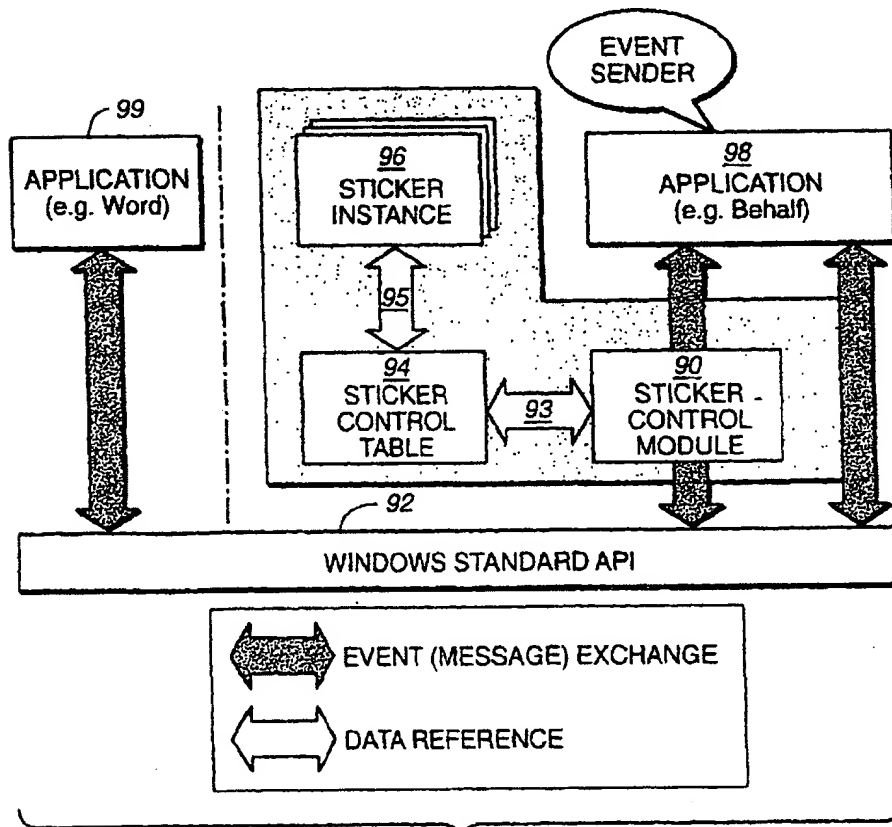 EVENT
SENDER
99
APPLICATION
(e.g. Word)
96
STICKER
INSTANCE
98
APPLICATION
(e.g. Behalf)
95
94
STICKER
CONTROL
TABLE
93
90
STICKER
CONTROL
MODULE
92
WINDOWS STANDARD API
EVENT (MESSAGE) EXCHANGE
DATA REFERENCE